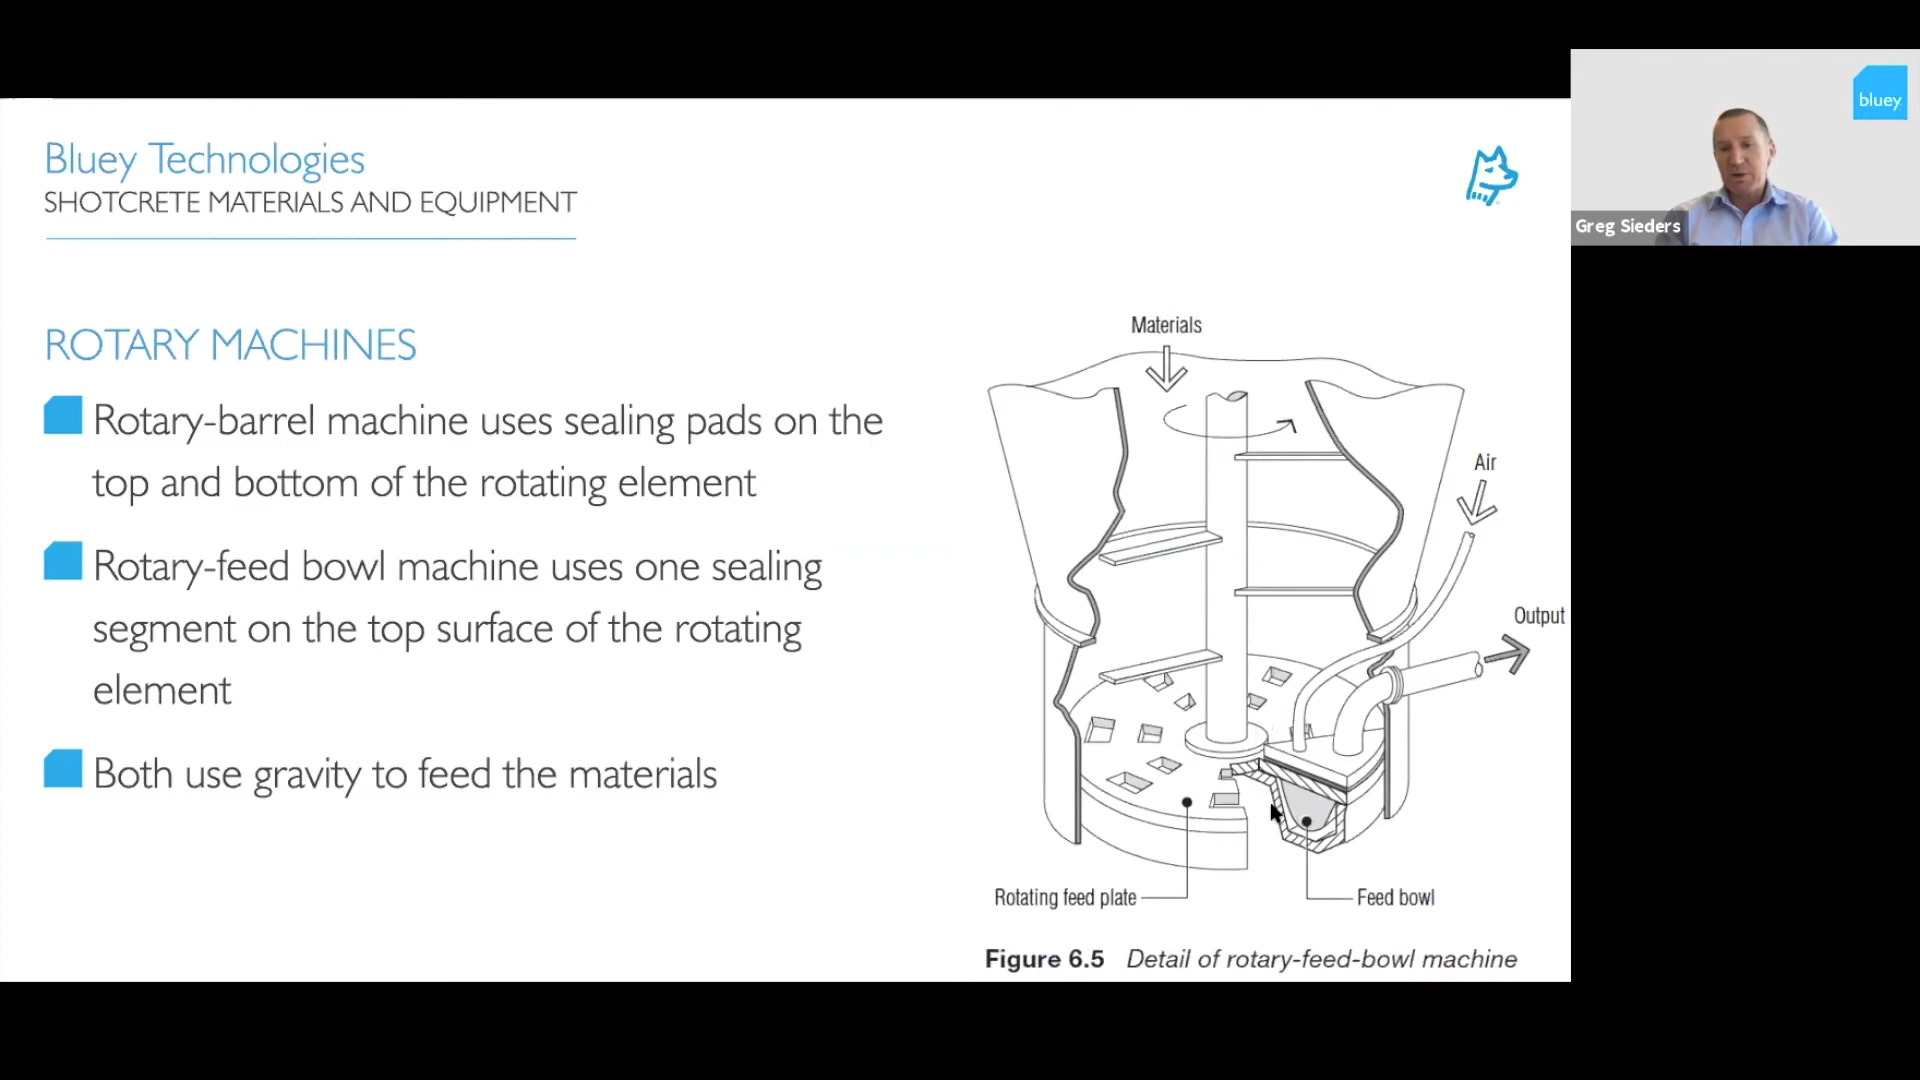 Bluey Technologies
SHOTCRETE MATERIALS AND EQUIPMENT
ROTARY MACHINES
Rotary-barrel machine uses sealing pads on the
top and bottom of the rotating element
Rotary-feed bowl machine uses one sealing
segment on the top surface of the rotating
element
Both use gravity to feed the materials
Materials
Air
Output
Rotating feed plate
Feed bowl
Figure 6.5 Detail of rotary-feed-bowl machine
bluey
Greg Sieders